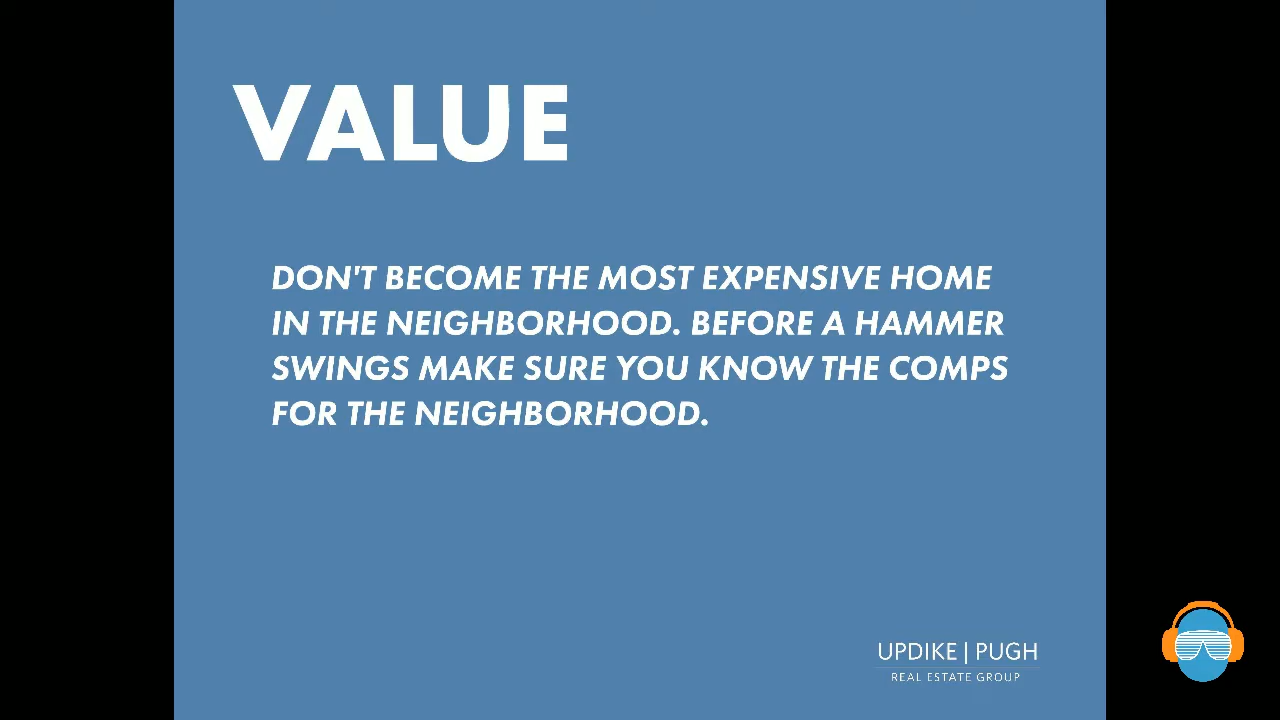 VALUE
DON'T BECOME THE MOST EXPENSIVE HOME
IN THE NEIGHBORHOOD. BEFORE A HAMMER
SWINGS MAKE SURE YOU KNOW THE COMPS
FOR THE NEIGHBORHOOD.
UPDIKE | PUGH
REAL ESTATE GROUP